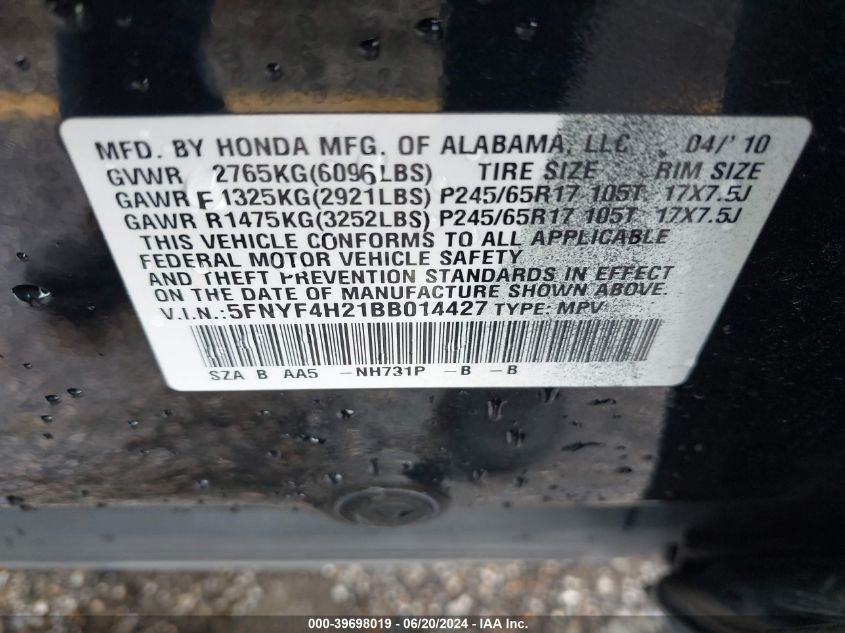 MFD. BY HONDA MFG. OF ALABAMA, LLC 04/'10
GVWR 2765KG(6096LBS) TIRE SIZE RIM SIZE
GAWR F 1325KG(2921LBS) P245/65R17 105T 17X7.5J
GAWR R1475KG(3252LBS) P245/65R17 105T 17X7.5J
THIS VEHICLE CONFORMS TO ALL APPLICABLE
FEDERAL MOTOR VEHICLE SAFETY
AND THEFT PREVENTION STANDARDS IN EFFECT
ON THE DATE OF MANUFACTURE SHOWN ABOVE.
V.I.N.:5FNYF4H21BB014427 TYPE: MPV
SZA B AA5 -NH731P -B -B
000-39698019 - 06/20/2024 - IAA Inc.